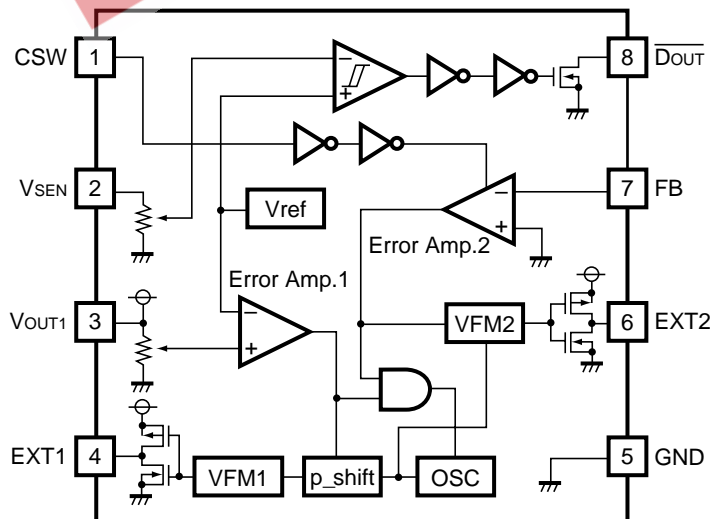 CSW 1
8 DOUT
− +
VSEN 2
7 FB
− +
Vref
Error Amp.2
Error Amp.1
VOUT1 3
− +
VFM2
6 EXT2
EXT1 4
VFM1
p_shift
OSC
5 GND